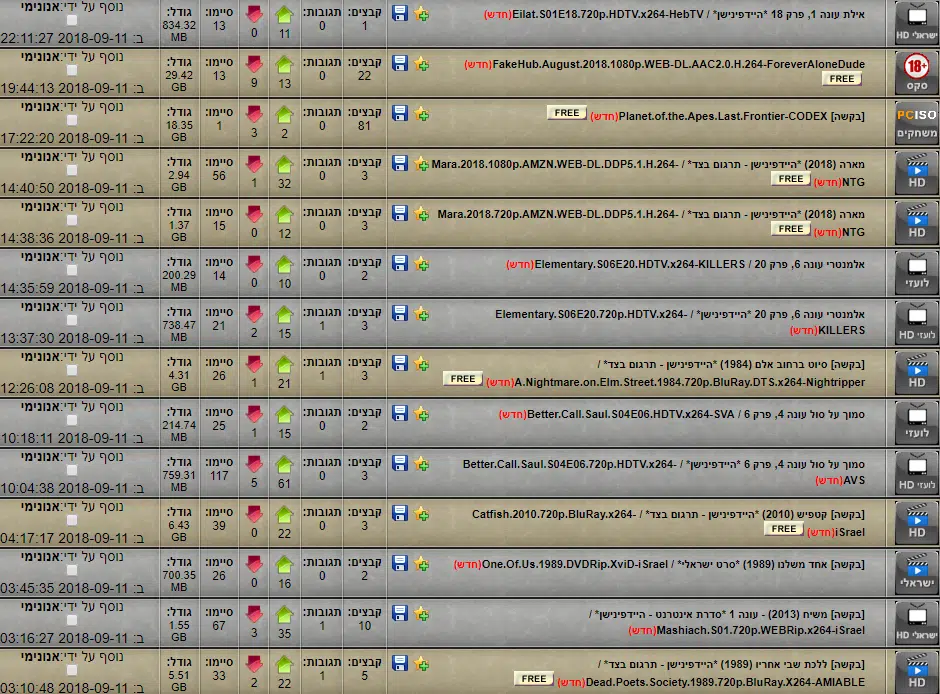 ישראלי HD
אילת עונה 1, פרק 18 *היידפינישן* / Eilat.S01E18.720p.HDTV.x264-HebTV(חדש)
קבצים: 1
תגובות: 0
11
0
סיימו: 13
גודל: 834.32 MB
נוסף על ידי:אנונימי
ב: 2018-09-11 22:11:27
18+
סקס
FakeHub.August.2018.1080p.WEB-DL.AAC2.0.H.264-ForeverAloneDude(חדש)
FREE
קבצים: 22
תגובות: 0
13
9
סיימו: 13
גודל: 29.42 GB
נוסף על ידי:אנונימי
ב: 2018-09-11 19:44:13
PCISO
משחקים
[בקשה] Planet.of.the.Apes.Last.Frontier-CODEX(חדש) FREE
קבצים: 81
תגובות: 0
2
3
סיימו: 1
גודל: 18.35 GB
נוסף על ידי:אנונימי
ב: 2018-09-11 17:22:20
HD
מארה (2018) *היידפינישן - תרגום בצד* / Mara.2018.1080p.AMZN.WEB-DL.DDP5.1.H.264-
NTG(חדש) FREE
קבצים: 3
תגובות: 0
32
1
סיימו: 56
גודל: 2.94 GB
נוסף על ידי:אנונימי
ב: 2018-09-11 14:40:50
HD
מארה (2018) *היידפינישן - תרגום בצד* / Mara.2018.720p.AMZN.WEB-DL.DDP5.1.H.264-
NTG(חדש) FREE
קבצים: 3
תגובות: 0
12
0
סיימו: 15
גודל: 1.37 GB
נוסף על ידי:אנונימי
ב: 2018-09-11 14:38:36
לועזי
אלמנטרי עונה 6, פרק 20 / Elementary.S06E20.HDTV.x264-KILLERS(חדש)
קבצים: 2
תגובות: 0
10
0
סיימו: 14
גודל: 200.29 MB
נוסף על ידי:אנונימי
ב: 2018-09-11 14:35:59
לועזי HD
אלמנטרי עונה 6, פרק 20 *היידפינישן* / Elementary.S06E20.720p.HDTV.x264-
KILLERS(חדש)
קבצים: 3
תגובות: 1
15
2
סיימו: 21
גודל: 738.47 MB
נוסף על ידי:אנונימי
ב: 2018-09-11 13:37:30
HD
[בקשה] סיוט ברחוב אלם (1984) *היידפינישן - תרגום בצד* /
A.Nightmare.on.Elm.Street.1984.720p.BluRay.DTS.x264-Nightripper(חדש) FREE
קבצים: 3
תגובות: 1
21
1
סיימו: 26
גודל: 4.31 GB
נוסף על ידי:אנונימי
ב: 2018-09-11 12:26:08
לועזי
סמוך על סול עונה 4, פרק 6 / Better.Call.Saul.S04E06.HDTV.x264-SVA(חדש)
קבצים: 2
תגובות: 0
15
1
סיימו: 25
גודל: 214.74 MB
נוסף על ידי:אנונימי
ב: 2018-09-11 10:18:11
לועזי HD
סמוך על סול עונה 4, פרק 6 *היידפינישן* / Better.Call.Saul.S04E06.720p.HDTV.x264-
AVS(חדש)
קבצים: 3
תגובות: 0
61
5
סיימו: 117
גודל: 759.31 MB
נוסף על ידי:אנונימי
ב: 2018-09-11 10:04:38
HD
[בקשה] קטפיש (2010) *היידפינישן - תרגום בצד* / Catfish.2010.720p.BluRay.x264-
iSrael(חדש) FREE
קבצים: 3
תגובות: 0
22
0
סיימו: 39
גודל: 6.43 GB
נוסף על ידי:אנונימי
ב: 2018-09-11 04:17:17
ישראלי
[בקשה] אחד משלנו (1989) *סרט ישראלי* / One.Of.Us.1989.DVDRip.XviD-iSrael(חדש)
קבצים: 2
תגובות: 0
16
0
סיימו: 26
גודל: 700.35 MB
נוסף על ידי:אנונימי
ב: 2018-09-11 03:45:35
ישראלי HD
[בקשה] משיח (2013) - עונה 1 *סדרת אינטרנט - היידפינישן* /
Mashiach.S01.720p.WEBRip.x264-iSrael(חדש)
קבצים: 10
תגובות: 1
35
3
סיימו: 67
גודל: 1.55 GB
נוסף על ידי:אנונימי
ב: 2018-09-11 03:16:27
HD
[בקשה] ללכת שבי אחריו (1989) *היידפינישן - תרגום בצד* /
Dead.Poets.Society.1989.720p.BluRay.X264-AMIABLE(חדש) FREE
קבצים: 5
תגובות: 1
22
2
סיימו: 33
גודל: 5.51 GB
נוסף על ידי:אנונימי
ב: 2018-09-11 03:10:48